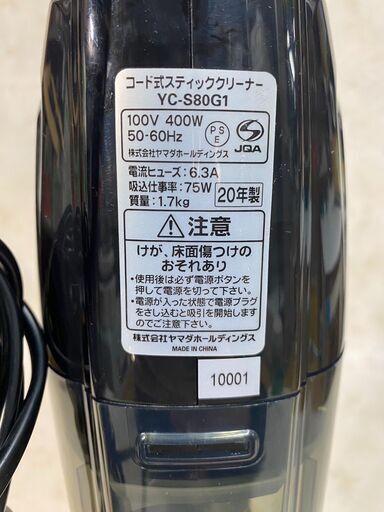 コード式スティッククリーナー
YC-S80G1
100V 400W
50-60Hz
PS
E
JQA
株式会社ヤマダホールディングス
電流ヒューズ：6.3A
吸込仕事率：75W
質量：1.7kg
20年製
注意
けが、床面傷つけの
おそれあり
・使用後は必ず電源ボタンを
押して電源を切って下さい。
・電源が入った状態で電源プラグ
をさし込むと吸引を開始します。
株式会社ヤマダホールディングス
MADE IN CHINA
10001